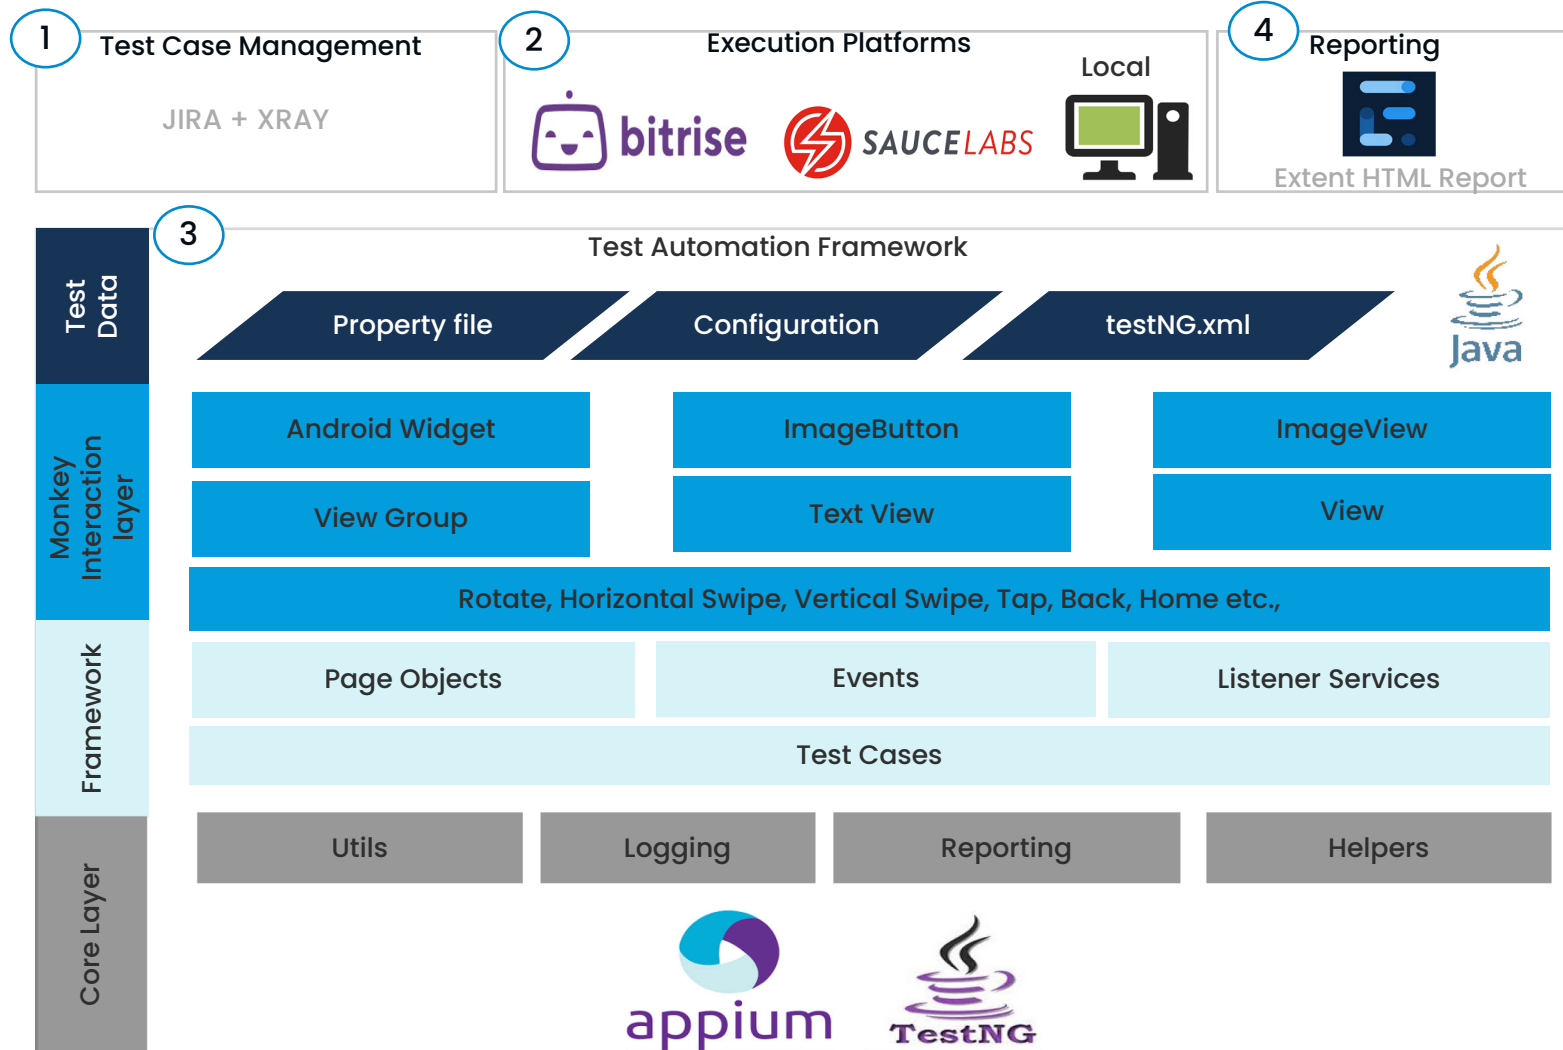 1
Test Case Management
JIRA + XRAY
2
Execution Platforms
bitrise
SAUCELABS
Local
4
Reporting
Extent HTML Report
3
Test Automation Framework
Test
Data
Property file
Configuration
testNG.xml
Java
Monkey
Interaction
layer
Android Widget
ImageButton
ImageView
View Group
Text View
View
Rotate, Horizontal Swipe, Vertical Swipe, Tap, Back, Home etc.,
Framework
Page Objects
Events
Listener Services
Test Cases
Core Layer
Utils
Logging
Reporting
Helpers
appium
TestNG